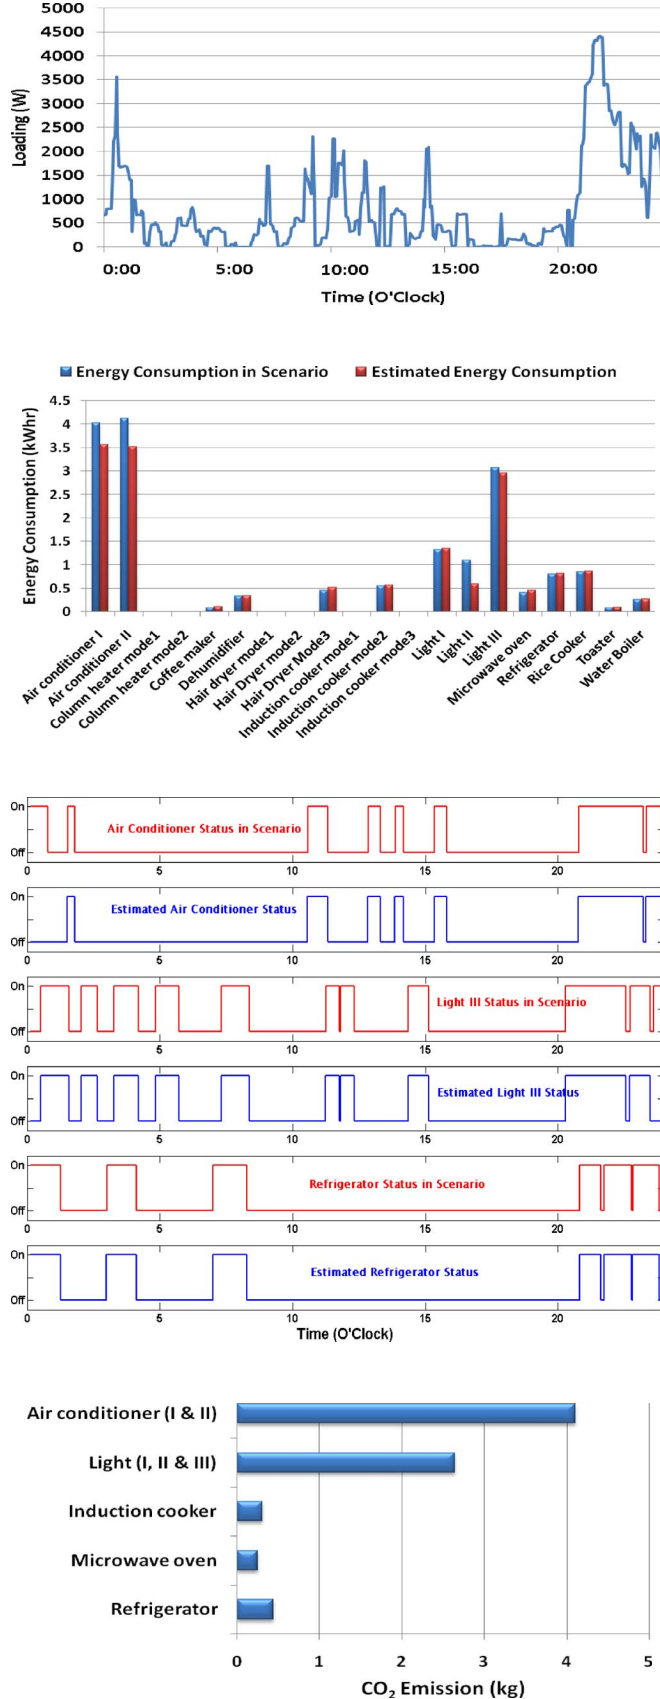 5000
4500
4000
3500
3000
2500
2000
1500
1000
500
0
Loading (W)
0:00 5:00 10:00 15:00 20:00
Time (O'Clock)
Energy Consumption in Scenario Estimated Energy Consumption
4.5
4
3.5
3
2.5
2
1.5
1
0.5
0
Energy Consumption (kWhr)
Air conditioner I
Air conditioner II
Column heater mode1
Column heater mode2
Coffee maker
Dehumidifier
Hair dryer mode1
Hair Dryer mode2
Hair Dryer Mode3
Induction cooker mode1
Induction cooker mode2
Induction cooker mode3
Light I
Light II
Light III
Microwave oven
Refrigerator
Rice Cooker
Toaster
Water Boiler
On
Air Conditioner Status in Scenario
Off
0 5 10 15 20
On
Estimated Air Conditioner Status
Off
0 5 10 15 20
On
Light III Status in Scenario
Off
0 5 10 15 20
On
Estimated Light III Status
Off
0 5 10 15 20
On
Refrigerator Status in Scenario
Off
0 5 10 15 20
On
Estimated Refrigerator Status
Off
0 5 10 15 20
Time (O'Clock)
Air conditioner (I & II)
Light (I, II & III)
Induction cooker
Microwave oven
Refrigerator
0 1 2 3 4 5
CO2 Emission (kg)